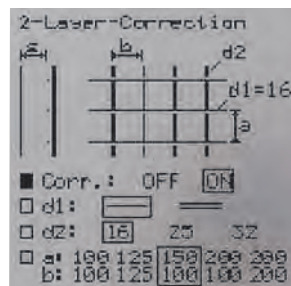 2-Layer-Correction
s b d2
d1=16
a
Corr.: OFF ON
d1:
d2: 16 25 32
a: 100 125 150 200 200
b: 100 125 100 100 200